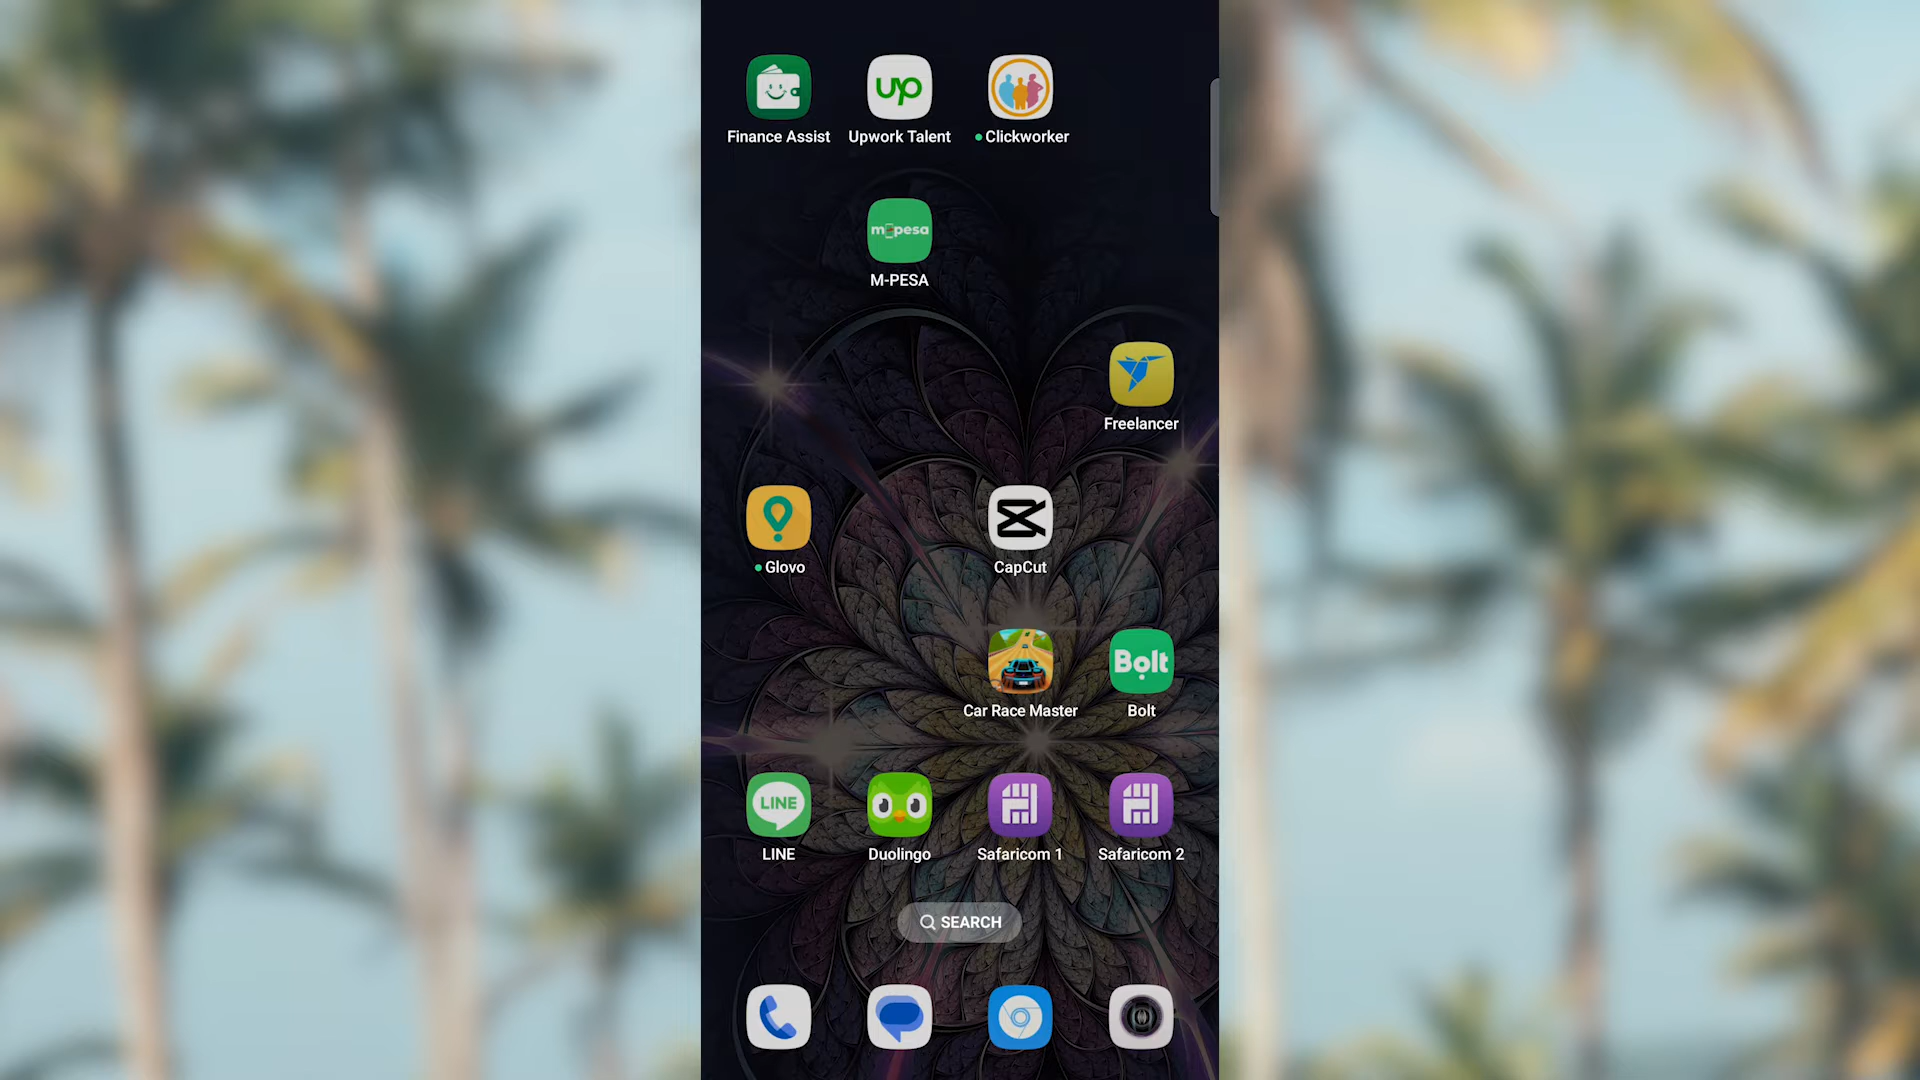 up
Finance Assist Upwork Talent Clickworker
m-pesa
M-PESA
Freelancer
Glovo CapCut
Bolt
Car Race Master Bolt
LINE
LINE Duolingo Safaricom 1 Safaricom 2
SEARCH